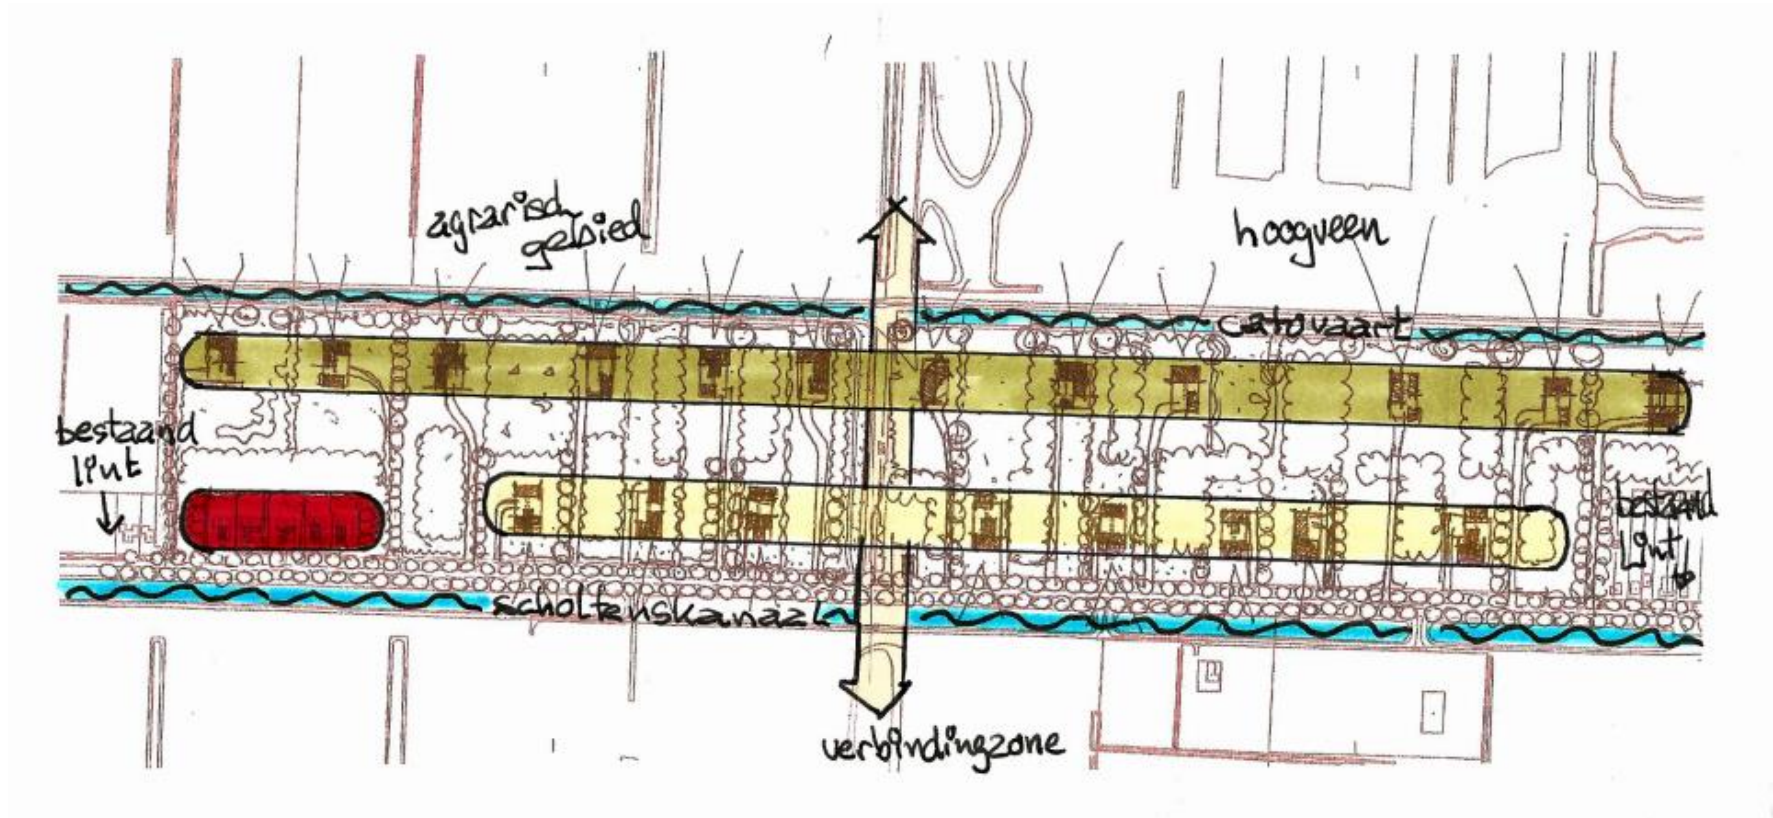 agrarisch
gebied
hoogveen
catovaart
bestaand
lint
bestaand
lint
scholtenskanaal
verbindingzone